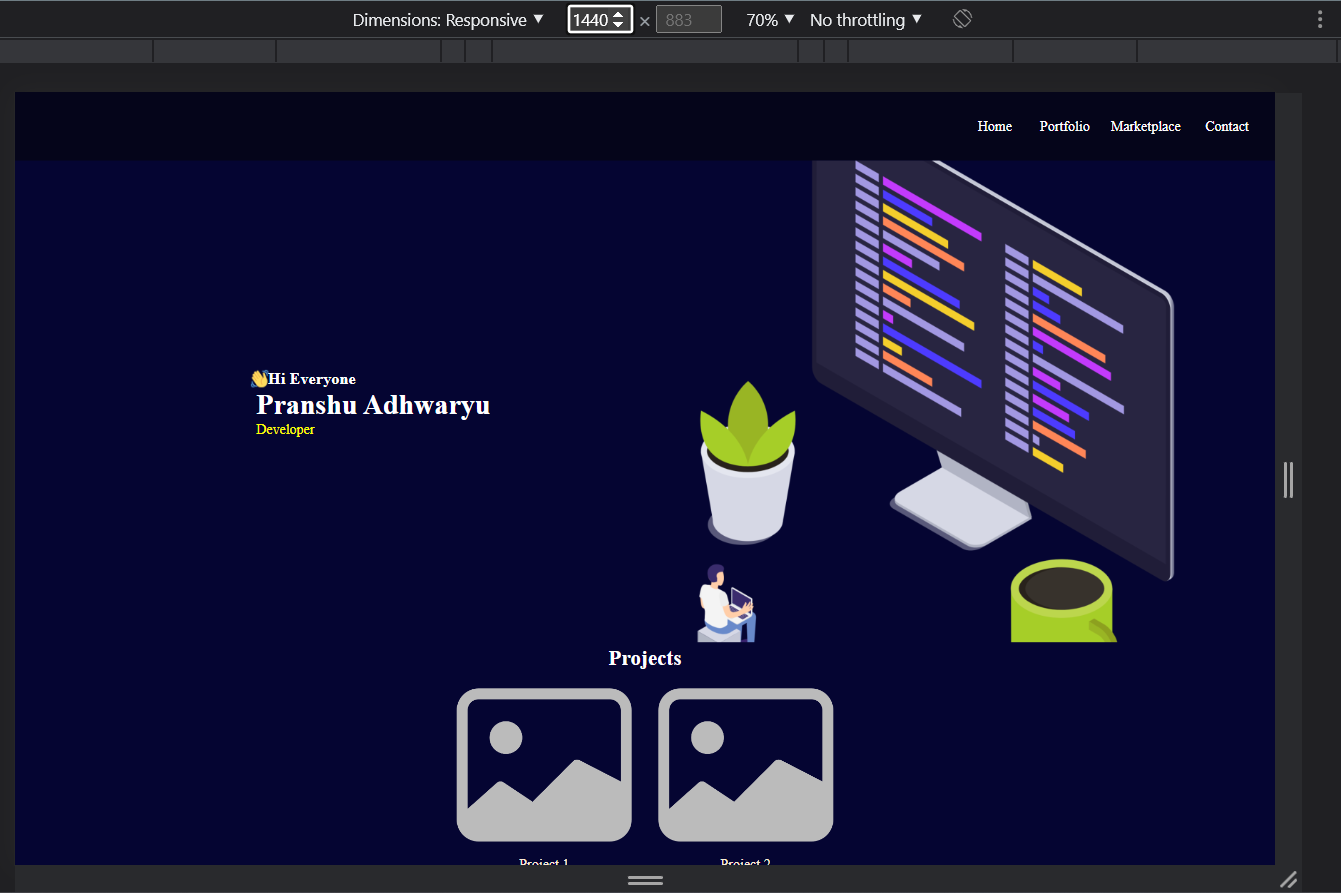 Dimensions: Responsive ▼ 1440 × 883 70% ▼ No throttling ▼
Home Portfolio Marketplace Contact
👋Hi Everyone
Pranshu Adhwaryu
Developer
Projects
Project 1 Project 2